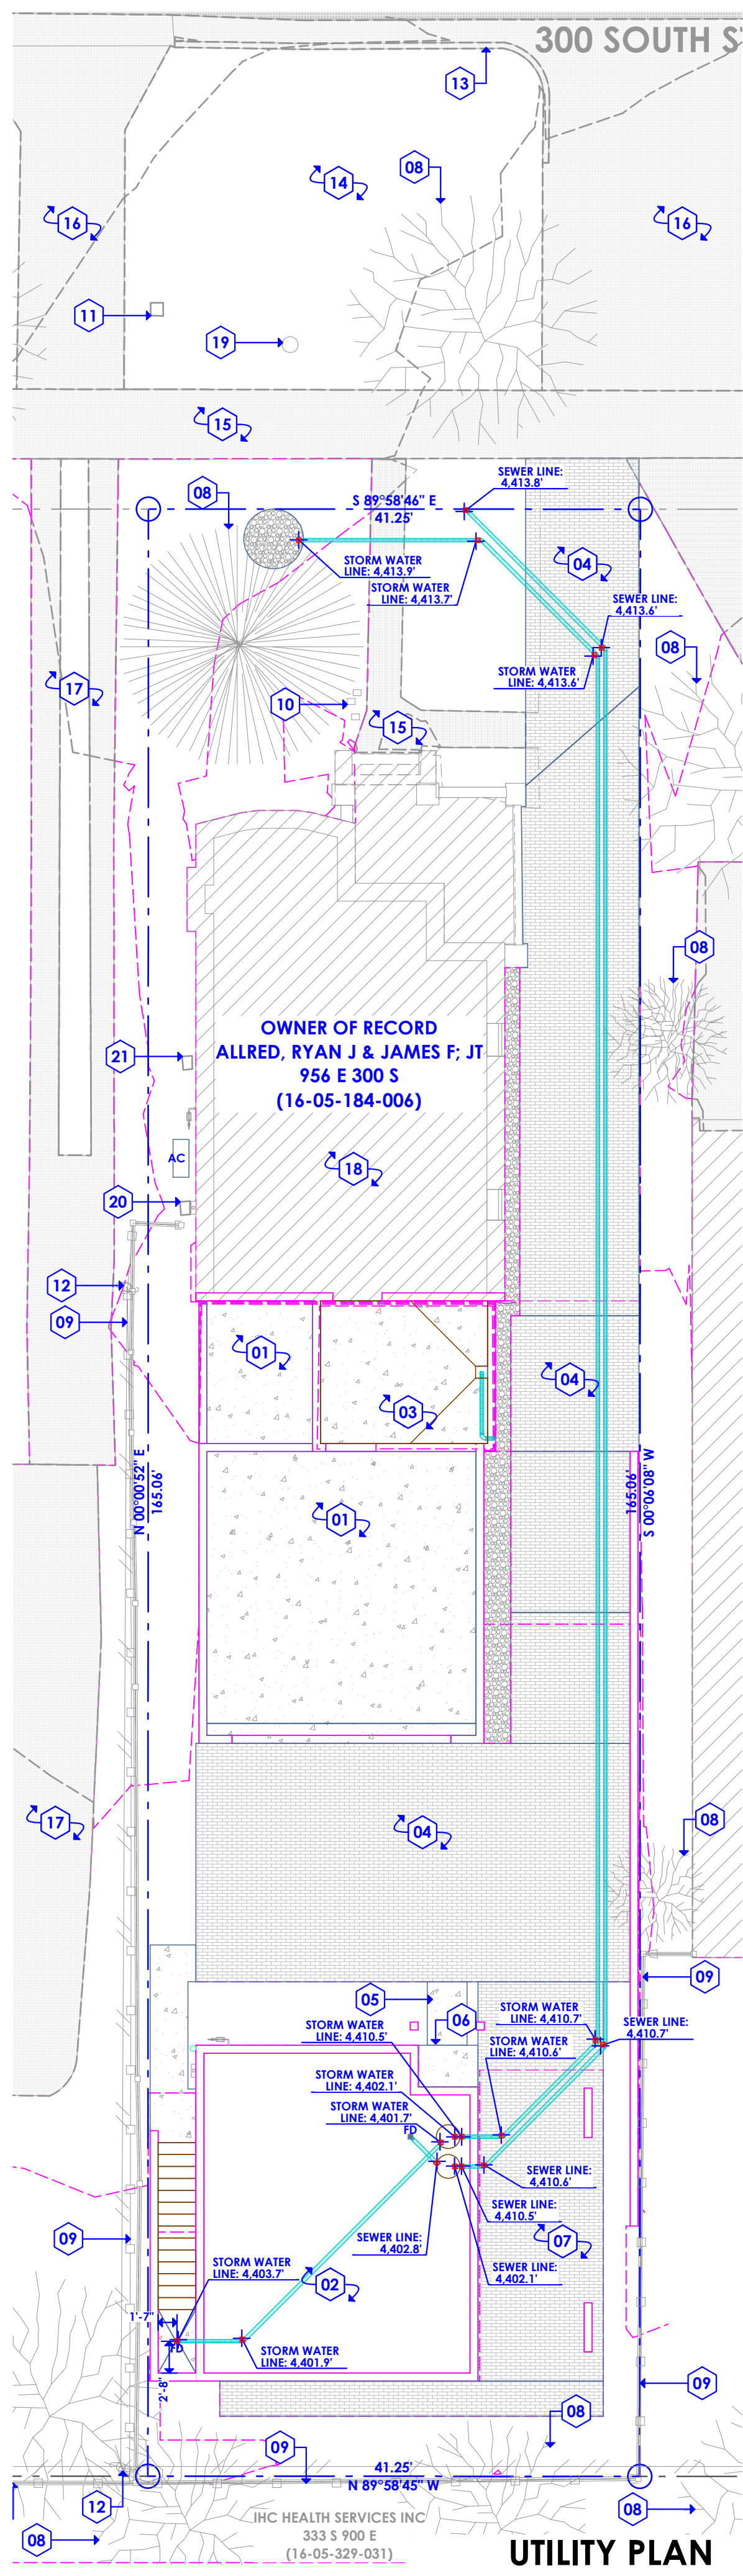 300 SOUTH S
13
14
08
16
16
11
19
15
SEWER LINE:
4,413.8'
08
S 89°58'46" E
41.25'
STORM WATER
LINE: 4,413.9'
STORM WATER
LINE: 4,413.7'
04
SEWER LINE:
4,413.6'
08
STORM WATER
LINE: 4,413.6'
17
10
15
08
OWNER OF RECORD
ALLRED, RYAN J & JAMES F; JT
956 E 300 S
(16-05-184-006)
21
AC
18
20
12
09
01
03
04
N 00°00'52" E
165.06'
01
165.06'
S 00°06'08" W
17
04
08
09
05
06
STORM WATER
LINE: 4,410.5'
STORM WATER
LINE: 4,410.7'
SEWER LINE:
4,410.7'
STORM WATER
LINE: 4,410.6'
STORM WATER
LINE: 4,402.1'
STORM WATER
LINE: 4,401.7'
FD
SEWER LINE:
4,410.6'
SEWER LINE:
4,410.5'
SEWER LINE:
4,402.8'
SEWER LINE:
4,402.1'
07
09
STORM WATER
LINE: 4,403.7'
02
1'-7"
FD
STORM WATER
LINE: 4,401.9'
2'-8"
09
08
09
41.25'
N 89°58'45" W
12
08
08
IHC HEALTH SERVICES INC
333 S 900 E
(16-05-329-031)
UTILITY PLAN